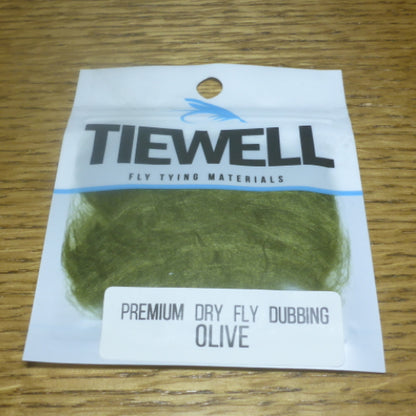 TIEWELL
FLY TYING MATERIALS
PREMIUM DRY FLY DUBBING
OLIVE